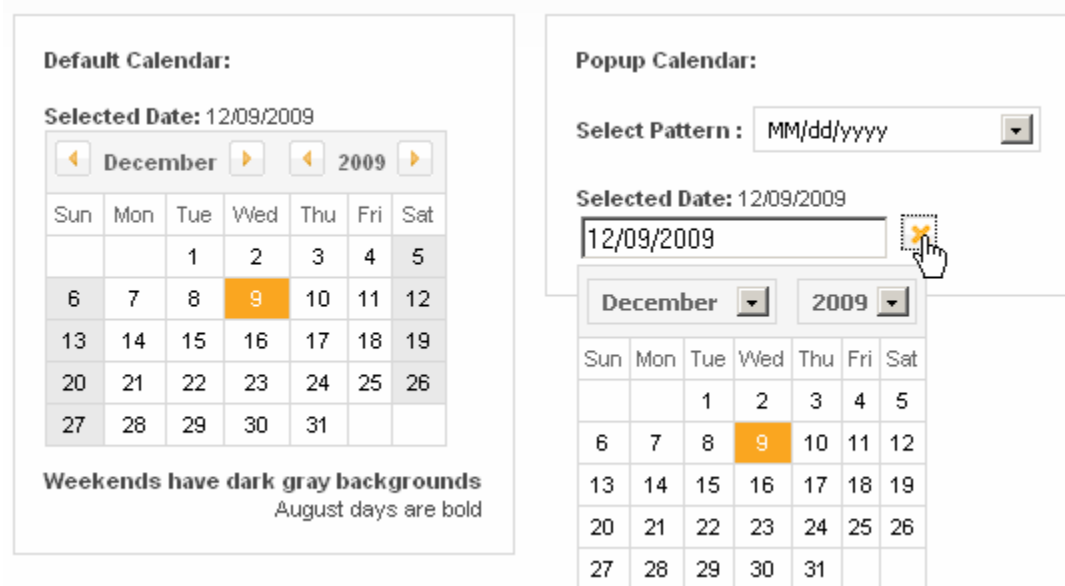 Default Calendar:
Selected Date: 12/09/2009
December 2009
Sun Mon Tue Wed Thu Fri Sat
1 2 3 4 5
6 7 8 9 10 11 12
13 14 15 16 17 18 19
20 21 22 23 24 25 26
27 28 29 30 31
Weekends have dark gray backgrounds
August days are bold
Popup Calendar:
Select Pattern : MM/dd/yyyy
Selected Date: 12/09/2009
12/09/2009
December 2009
Sun Mon Tue Wed Thu Fri Sat
1 2 3 4 5
6 7 8 9 10 11 12
13 14 15 16 17 18 19
20 21 22 23 24 25 26
27 28 29 30 31